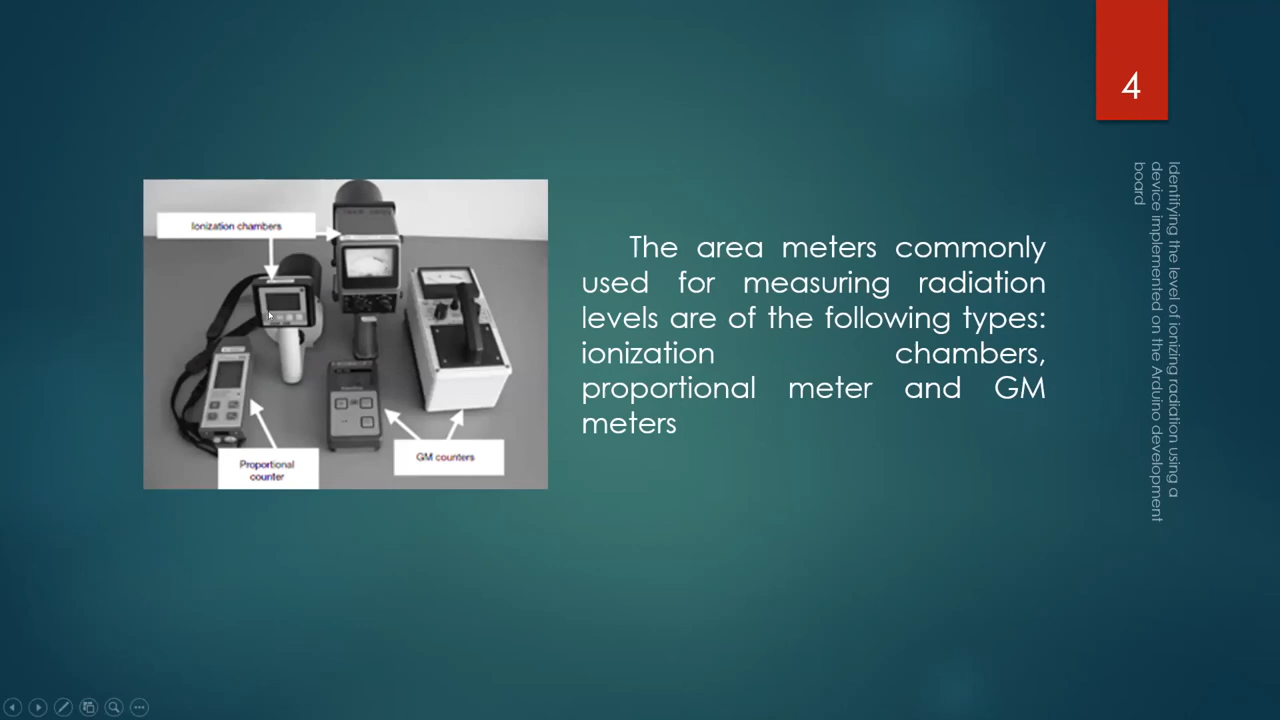 4
Identifying the level of ionizing radiation using a
device implemented on the Arduino development
board
Ionization chambers
Proportional
counter
GM counters
The area meters commonly
used for measuring radiation
levels are of the following types:
ionization chambers,
proportional meter and GM
meters